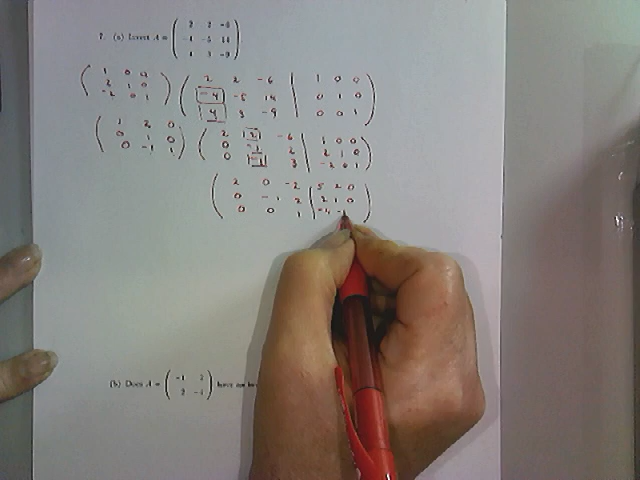 7. (a) Invert A = ( 2 2 -6
-4 -5 14
4 3 -9 )
( 1 0 0
2 1 0
-2 0 1 ) ( 2 2 -6 | 1 0 0
-4 -5 14 | 0 1 0
4 3 -9 | 0 0 1 )
( 1 2 0
0 1 0
0 -1 1 ) ( 2 2 -6 | 1 0 0
0 -1 2 | 2 1 0
0 -1 3 | -2 0 1 )
( 2 0 -2 | 5 2 0
0 -1 2 | 2 1 0
0 0 1 | -4 -
(b) Does A = ( -1 2
2 -4 ) have an